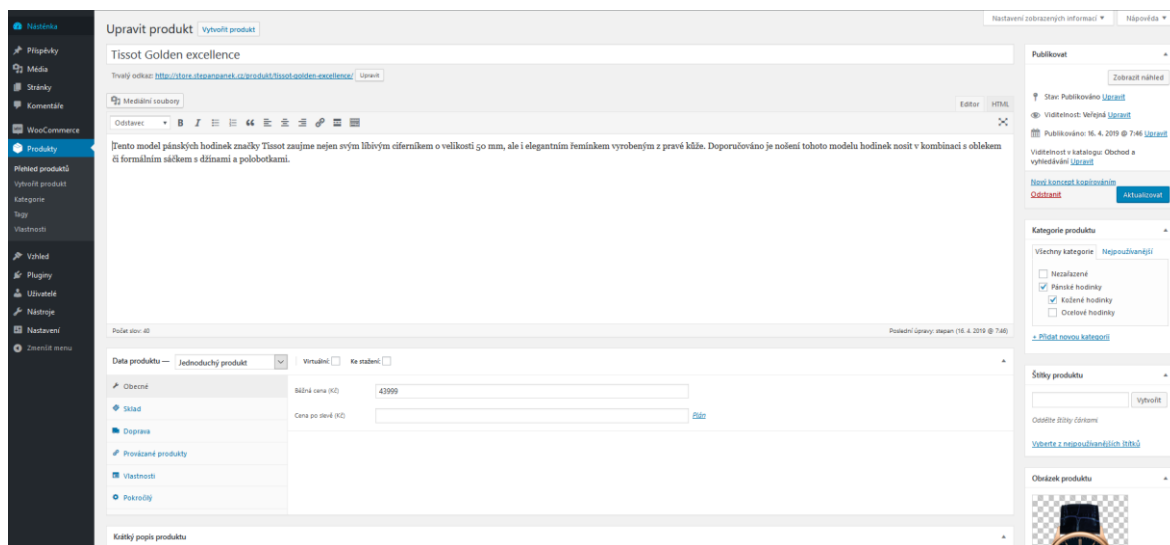 Nastavení zobrazených informací ▼
Nápověda ▼
Nástěnka
Příspěvky
Média
Stránky
Komentáře
WooCommerce
Produkty
Přehled produktů
Vytvořit produkt
Kategorie
Tagy
Vlastnosti
Vzhled
Pluginy
Uživatelé
Nástroje
Nastavení
Zmenšit menu
Upravit produkt Vytvořit produkt
Tissot Golden excellence
Trvalý odkaz: http://store.stepanpanek.cz/produkt/tissot-golden-excellence/ Upravit
Mediální soubory
Editor HTML
Odstavec
Tento model pánských hodinek značky Tissot zaujme nejen svým líbivým ciferníkem o velikosti 50 mm, ale i elegantním řemínkem vyrobeným z pravé kůže. Doporučováno je nošení tohoto modelu hodinek nosit v kombinaci s oblekem
či formálním sáčkem s džínami a polobotkami.
Počet slov: 40
Poslední úpravy: stepan (16. 4. 2019 @ 7:46)
Data produktu — Jednoduchý produkt Virtuální: Ke stažení:
Obecné
Sklad
Doprava
Provázané produkty
Vlastnosti
Pokročilý
Běžná cena (Kč) 43999
Cena po slevě (Kč) Plán
Krátký popis produktu
Publikovat
Zobrazit náhled
Stav: Publikováno Upravit
Viditelnost: Veřejná Upravit
Publikováno: 16. 4. 2019 @ 7:46 Upravit
Viditelnost v katalogu: Obchod a
vyhledávání Upravit
Nový koncept kopírováním
Odstranit Aktualizovat
Kategorie produktu
Všechny kategorie Nejpoužívanější
Nezařazené
Pánské hodinky
Kožené hodinky
Ocelové hodinky
+ Přidat novou kategorii
Štítky produktu
Vytvořit
Oddělte štítky čárkami
Vyberte z nejpoužívanějších štítků
Obrázek produktu